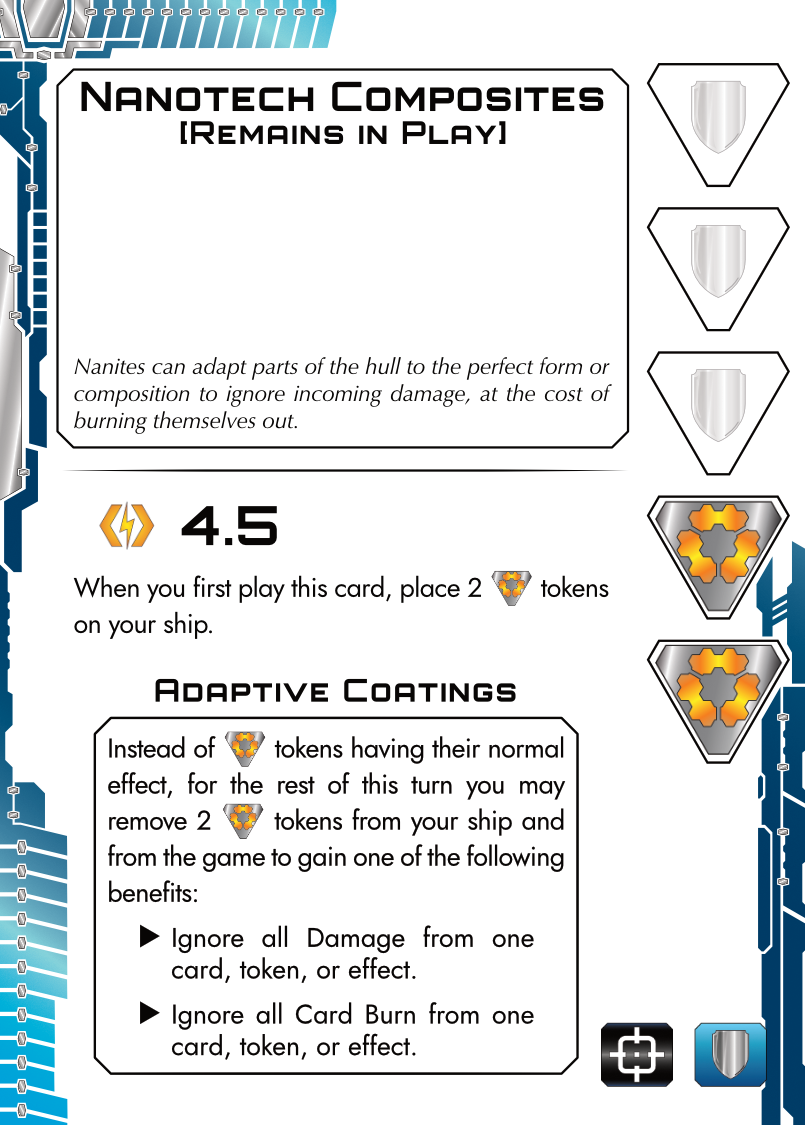 Nanotech Composites
[Remains in Play]
Nanites can adapt parts of the hull to the perfect form or
composition to ignore incoming damage, at the cost of
burning themselves out.
4.5
When you first play this card, place 2 tokens
on your ship.
Adaptive Coatings
Instead of tokens having their normal
effect, for the rest of this turn you may
remove 2 tokens from your ship and
from the game to gain one of the following
benefits:
Ignore all Damage from one
card, token, or effect.
Ignore all Card Burn from one
card, token, or effect.